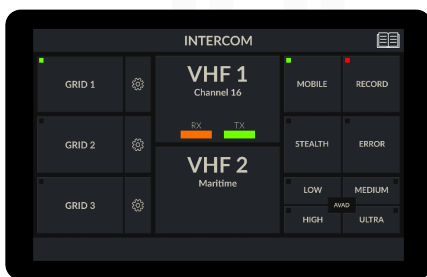 INTERCOM
GRID 1
VHF 1
Channel 16
RX TX
MOBILE
RECORD
GRID 2
STEALTH
ERROR
VHF 2
Maritime
GRID 3
LOW
MEDIUM
AVAD
HIGH
ULTRA